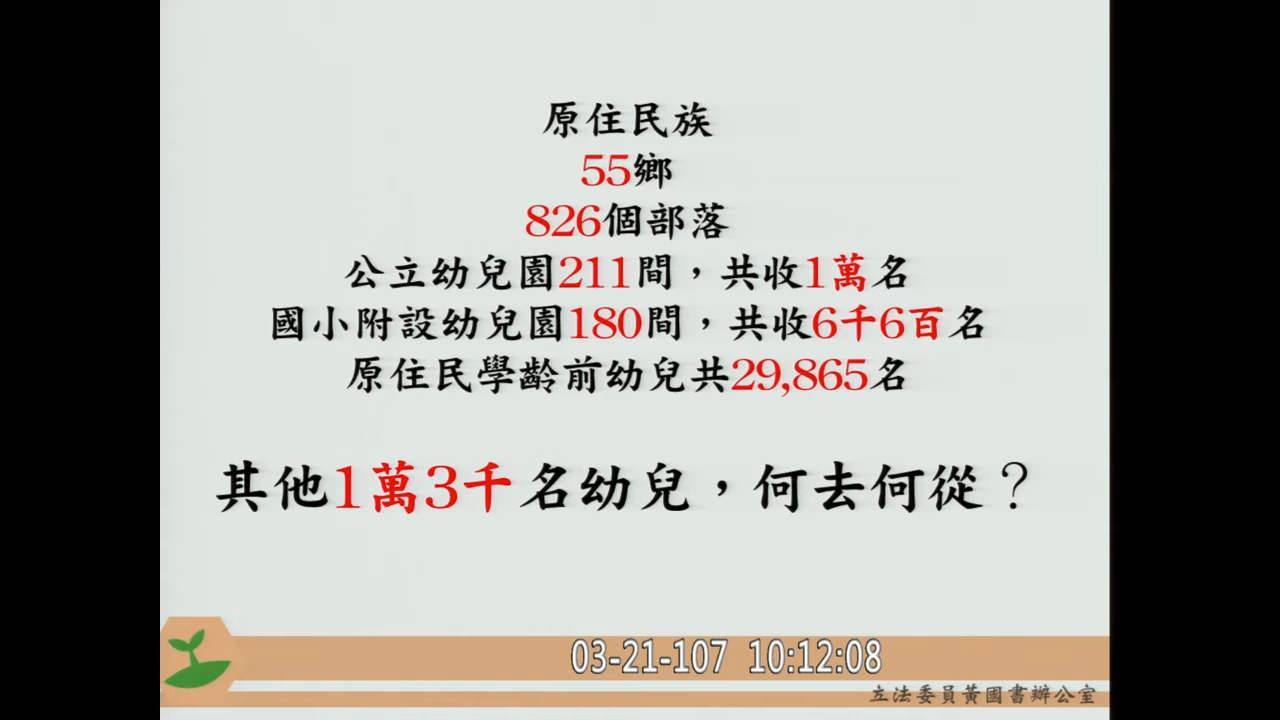 原住民族
55鄉
826個部落
公立幼兒園211間，共收1萬名
國小附設幼兒園180間，共收6千6百名
原住民學齡前幼兒共29,865名
其他1萬3千名幼兒，何去何從？
03-21-107 10:12:08
立法委員黃國書辦公室